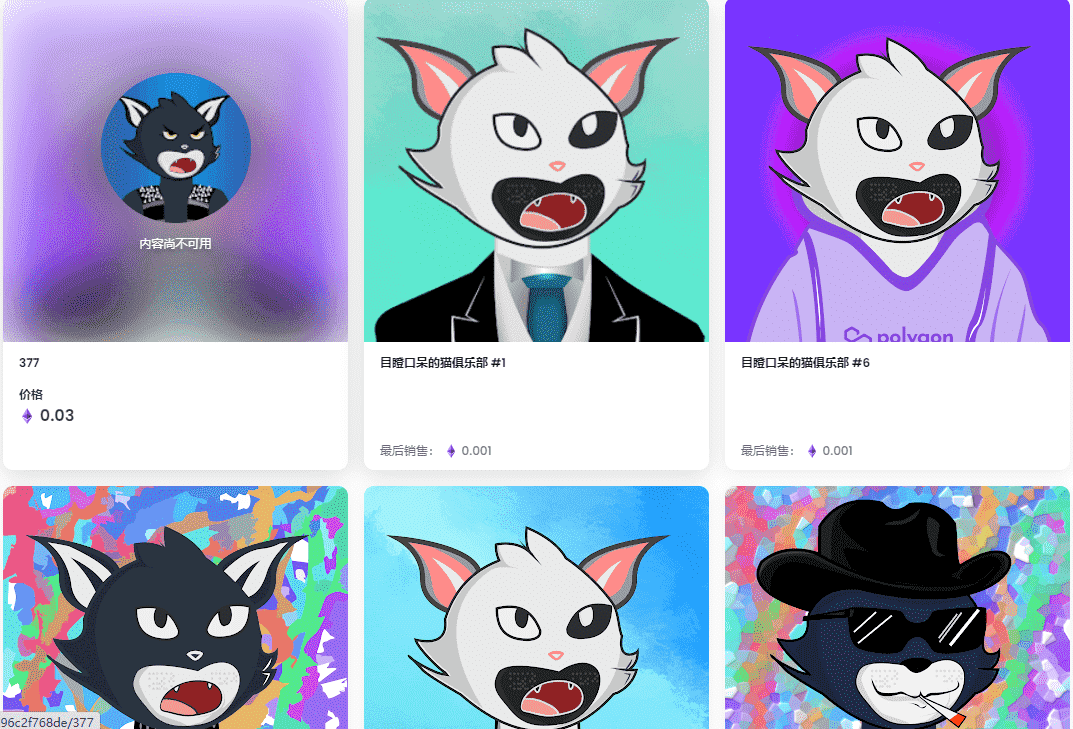 内容尚不可用
polygon
377
目瞪口呆的猫俱乐部 #1
目瞪口呆的猫俱乐部 #6
价格
0.03
最后销售： 0.001
最后销售： 0.001
96c2f768de/377